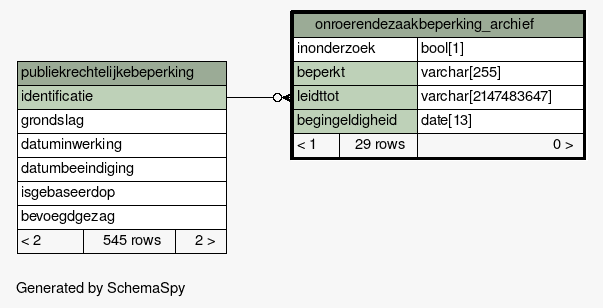 onroerendezaakbeperking_archief
inonderzoek bool[1]
beperkt varchar[255]
leidttot varchar[2147483647]
begingeldigheid date[13]
< 1 29 rows 0 >
publiekrechtelijkebeperking
identificatie
grondslag
datuminwerking
datumbeeindiging
isgebaseerdop
bevoegdgezag
< 2 545 rows 2 >
Generated by SchemaSpy